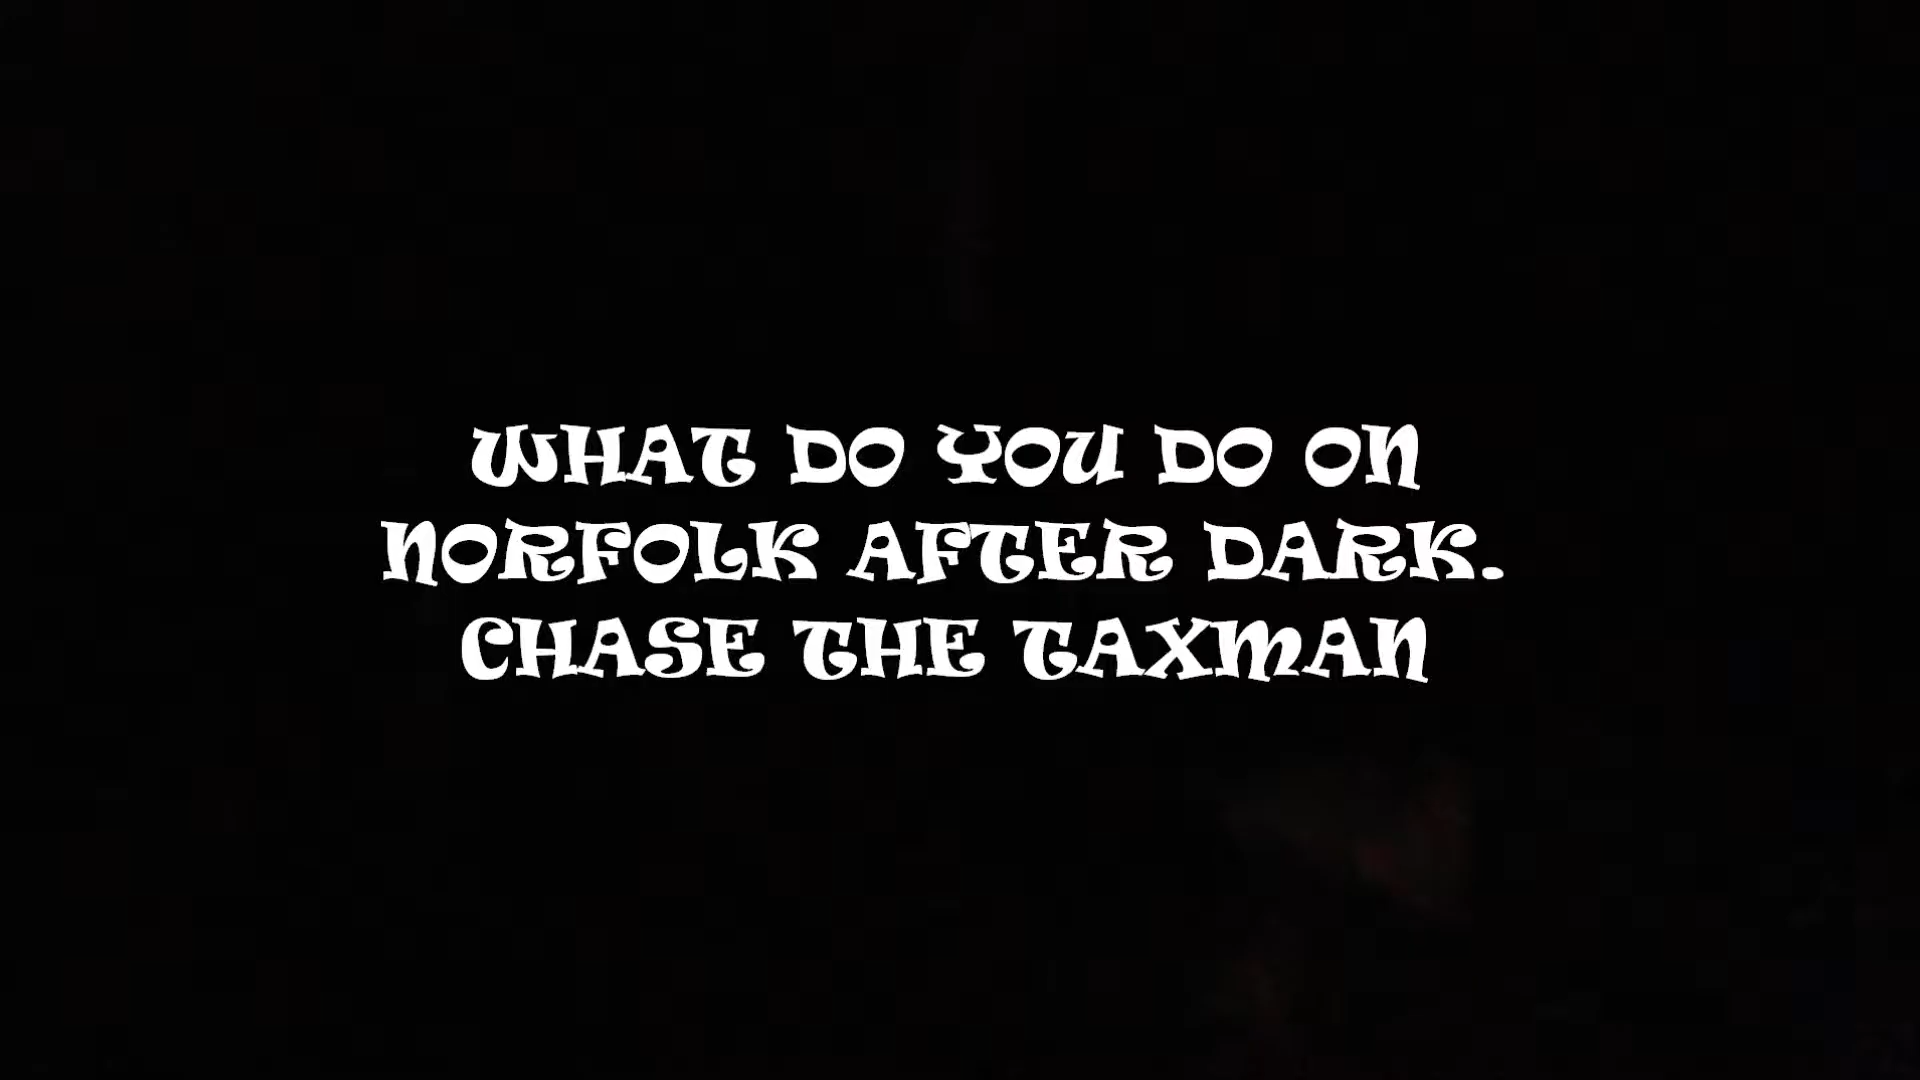 WHAT DO YOU DO ON
NORFOLK AFTER DARK.
CHASE THE TAXMAN